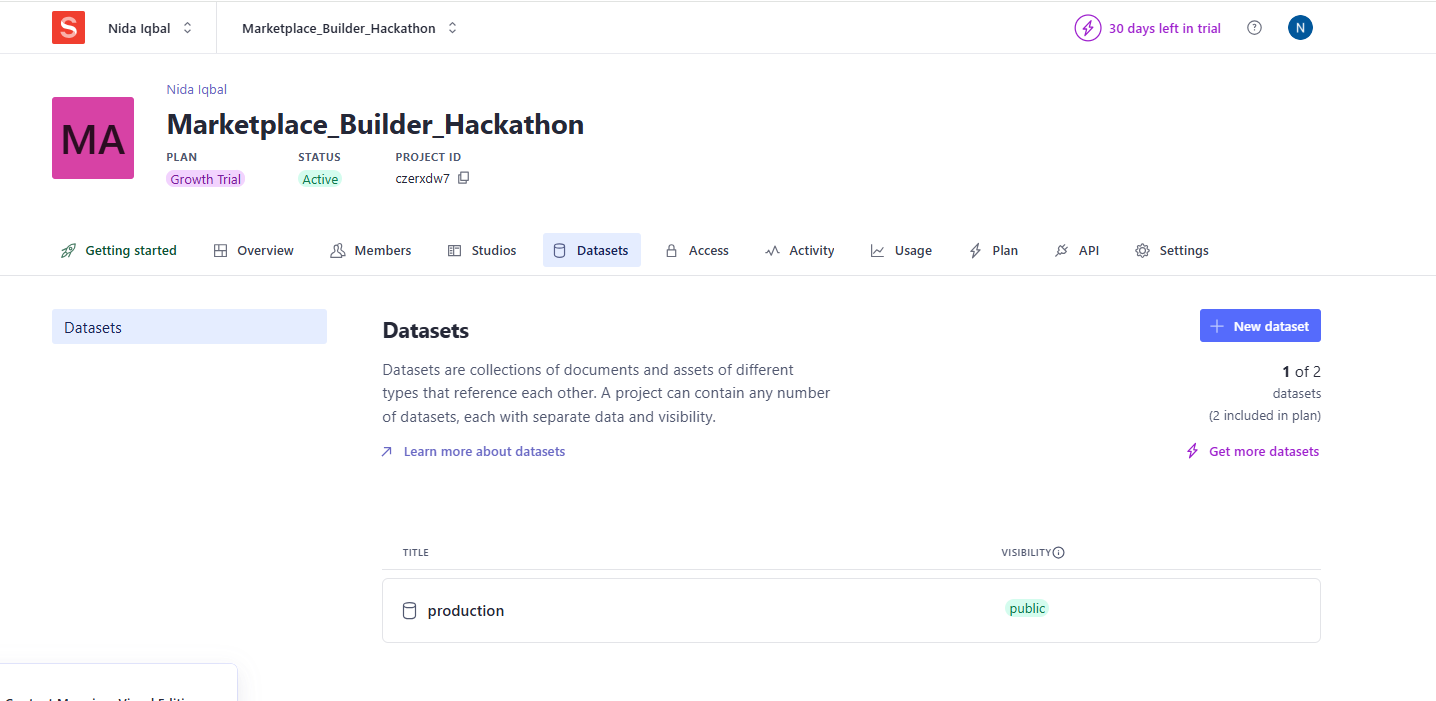 S Nida Iqbal Marketplace_Builder_Hackathon 30 days left in trial ? N
Nida Iqbal
MA
Marketplace_Builder_Hackathon
PLAN STATUS PROJECT ID
Growth Trial Active czerxdw7
Getting started Overview Members Studios Datasets Access Activity Usage Plan API Settings
Datasets
Datasets
New dataset
Datasets are collections of documents and assets of different
types that reference each other. A project can contain any number
of datasets, each with separate data and visibility.
Learn more about datasets
1 of 2
datasets
(2 included in plan)
Get more datasets
TITLE VISIBILITY
production public